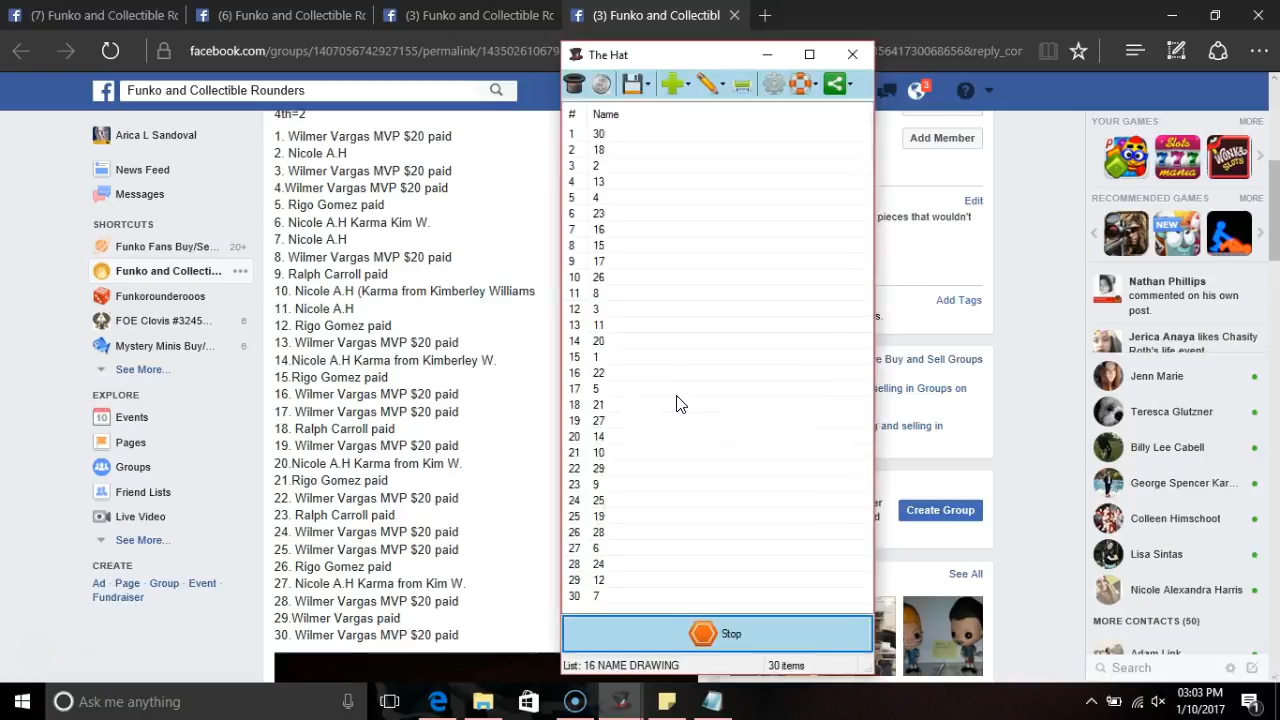 (7) Funko and Collectible Ro
(6) Funko and Collectible Ro
(3) Funko and Collectible Ro
(3) Funko and Collectibl
facebook.com/groups/1407056742927155/permalink/143502610679
656417300686568&reply_cor
Funko and Collectible Rounders
3
Arica L Sandoval
News Feed
Messages
SHORTCUTS
Funko Fans Buy/Se...
20+
Funko and Collecti...
Funkorounderooos
FOE Clovis #3245...
6
Mystery Minis Buy/...
6
See More...
EXPLORE
Events
Pages
Groups
Friend Lists
Live Video
See More...
CREATE
Ad · Page · Group · Event ·
Fundraiser
4th=2
1. Wilmer Vargas MVP $20 paid
2. Nicole A.H
3. Wilmer Vargas MVP $20 paid
4.Wilmer Vargas MVP $20 paid
5. Rigo Gomez paid
6. Nicole A.H Karma Kim W.
7. Nicole A.H
8. Wilmer Vargas MVP $20 paid
9. Ralph Carroll paid
10. Nicole A.H (Karma from Kimberley Williams
11. Nicole A.H
12. Rigo Gomez paid
13. Wilmer Vargas MVP $20 paid
14.Nicole A.H Karma from Kimberley W.
15.Rigo Gomez paid
16. Wilmer Vargas MVP $20 paid
17. Wilmer Vargas MVP $20 paid
18. Ralph Carroll paid
19. Wilmer Vargas MVP $20 paid
20.Nicole A.H Karma from Kim W.
21.Rigo Gomez paid
22. Wilmer Vargas MVP $20 paid
23. Ralph Carroll paid
24. Wilmer Vargas MVP $20 paid
25. Wilmer Vargas MVP $20 paid
26. Rigo Gomez paid
27. Nicole A.H Karma from Kim W.
28. Wilmer Vargas MVP $20 paid
29.Wilmer Vargas paid
30. Wilmer Vargas MVP $20 paid
The Hat
# Name
1 30
2 18
3 2
4 13
5 4
6 23
7 16
8 15
9 17
10 26
11 8
12 3
13 11
14 20
15 1
16 22
17 5
18 21
19 27
20 14
21 10
22 29
23 9
24 25
25 19
26 28
27 6
28 24
29 12
30 7
Stop
List: 16 NAME DRAWING
30 items
Add Member
Edit
pieces that wouldn't
Add Tags
s.
e Buy and Sell Groups
selling in Groups on
g and selling in
Create Group
See All
YOUR GAMES
MORE
RECOMMENDED GAMES
MORE
NEW
Nathan Phillips
commented on his own
post.
Jerica Anaya likes Chasity
Roth's life event.
Jenn Marie
Teresca Glutzner
Billy Lee Cabell
George Spencer Kar...
Colleen Himschoot
Lisa Sintas
Nicole Alexandra Harris
MORE CONTACTS (50)
Adam Link
Search
Ask me anything
03:03 PM
1/10/2017
1